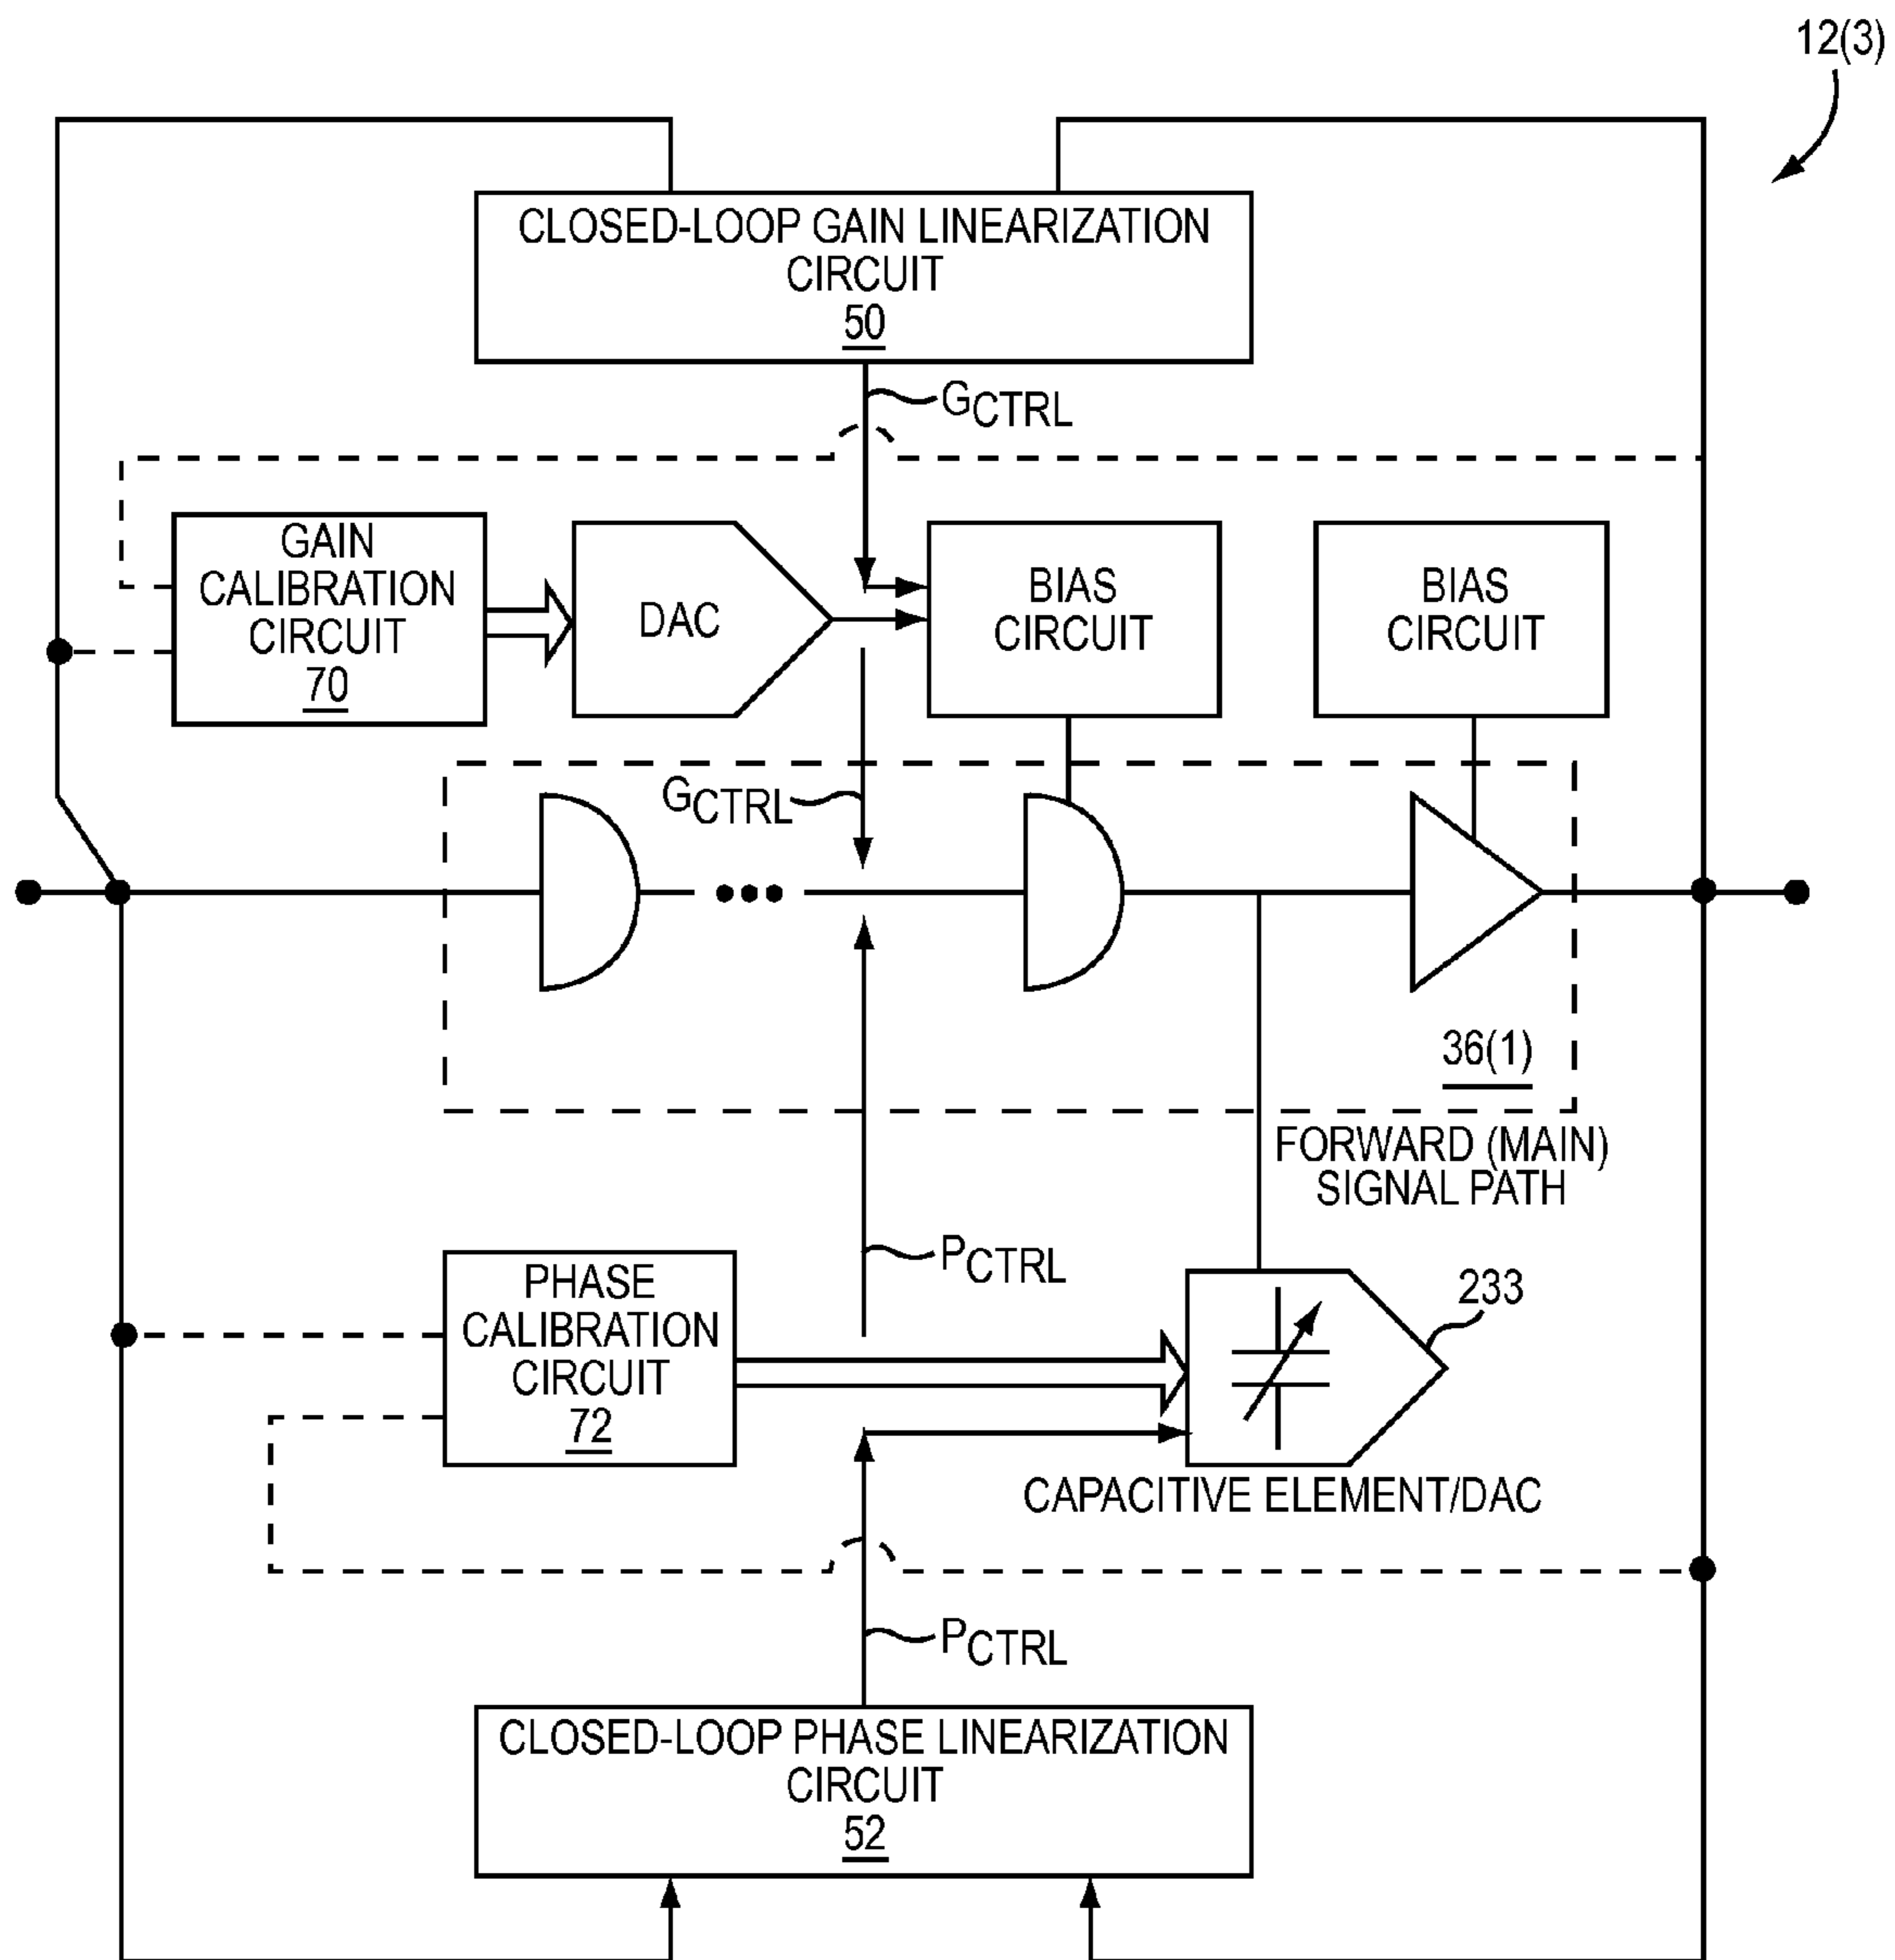 12(3)
CLOSED-LOOP GAIN LINEARIZATION
CIRCUIT
50
GCTRL
GAIN
CALIBRATION
CIRCUIT
70
DAC
BIAS
CIRCUIT
BIAS
CIRCUIT
GCTRL
36(1)
FORWARD (MAIN)
SIGNAL PATH
PCTRL
PHASE
CALIBRATION
CIRCUIT
72
233
CAPACITIVE ELEMENT/DAC
PCTRL
CLOSED-LOOP PHASE LINEARIZATION
CIRCUIT
52